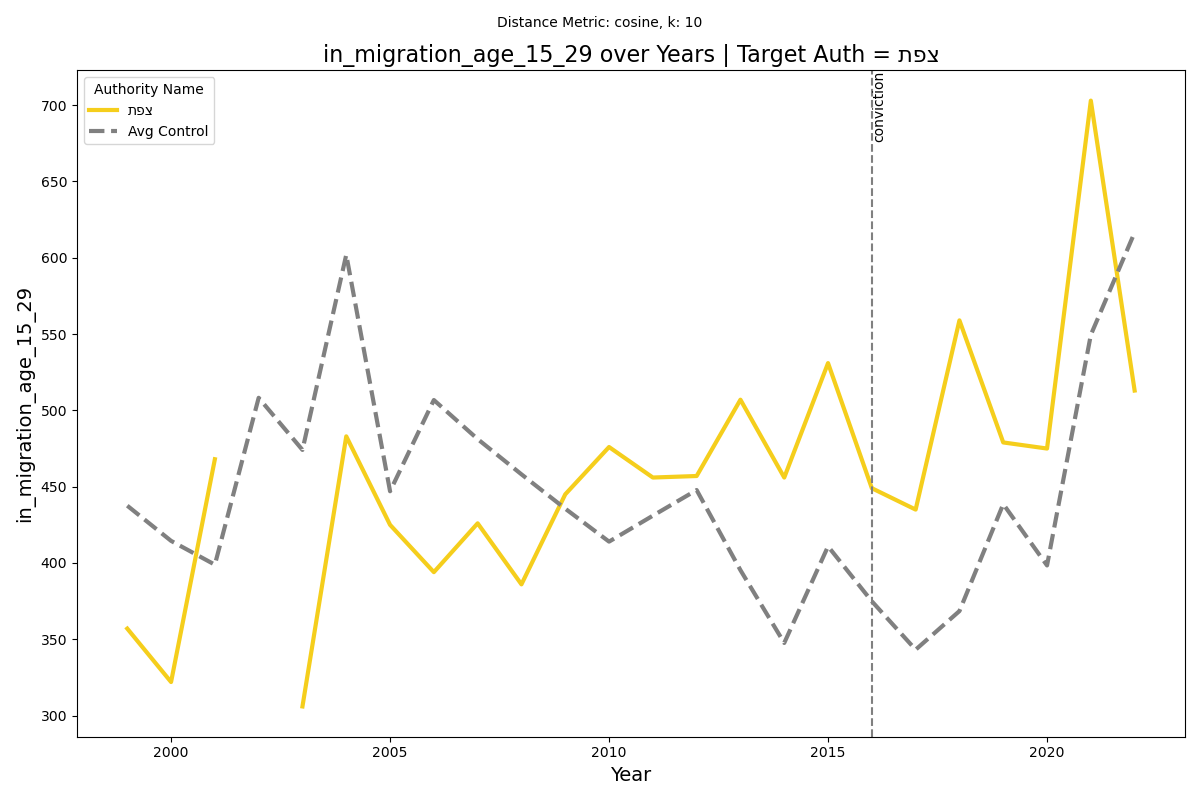 Distance Metric: cosine, k: 10
in_migration_age_15_29 over Years | Target Auth = צפת
Authority Name
צפת
Avg Control
conviction
in_migration_age_15_29
700
650
600
550
500
450
400
350
300
2000
2005
2010
2015
2020
Year